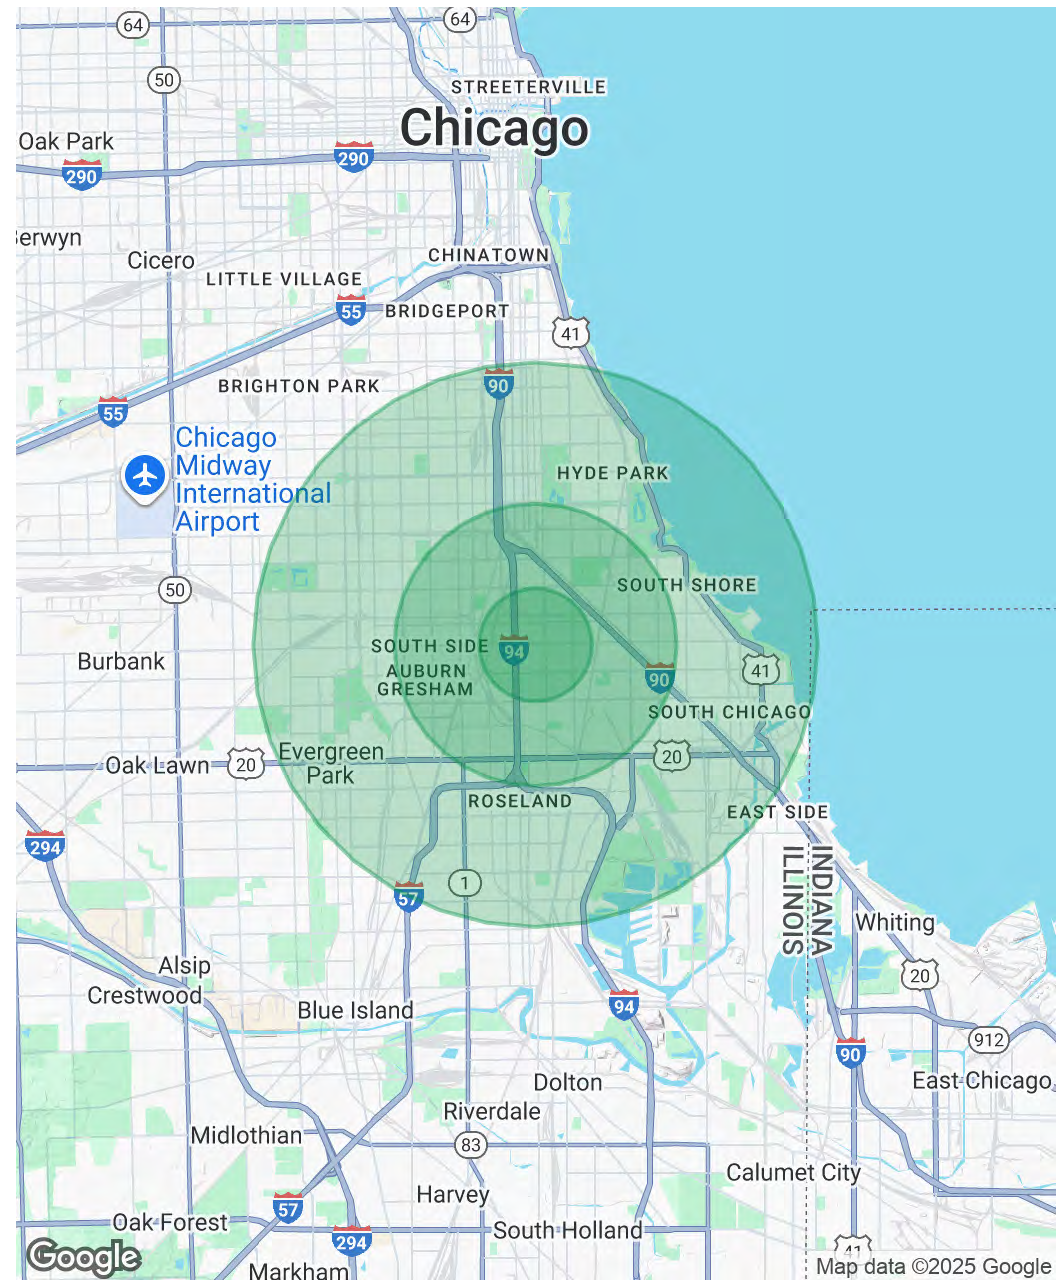 64
64
50
STREETERVILLE
Chicago
Oak Park
290
290
Berwyn
CHINATOWN
Cicero
LITTLE VILLAGE
55
BRIDGEPORT
41
BRIGHTON PARK
90
55
Chicago
Midway
International
Airport
HYDE PARK
50
SOUTH SHORE
SOUTH SIDE
94
Burbank
AUBURN
GRESHAM
41
90
SOUTH CHICAGO
Evergreen
Park
20
Oak Lawn
20
ROSELAND
EAST SIDE
294
ILLINOIS
INDIANA
1
57
Whiting
Alsip
20
Crestwood
Blue Island
94
912
90
Dolton
East Chicago
Riverdale
Midlothian
83
Calumet City
Harvey
57
Oak Forest
South Holland
294
41
Google
Markham
Map data ©2025 Google